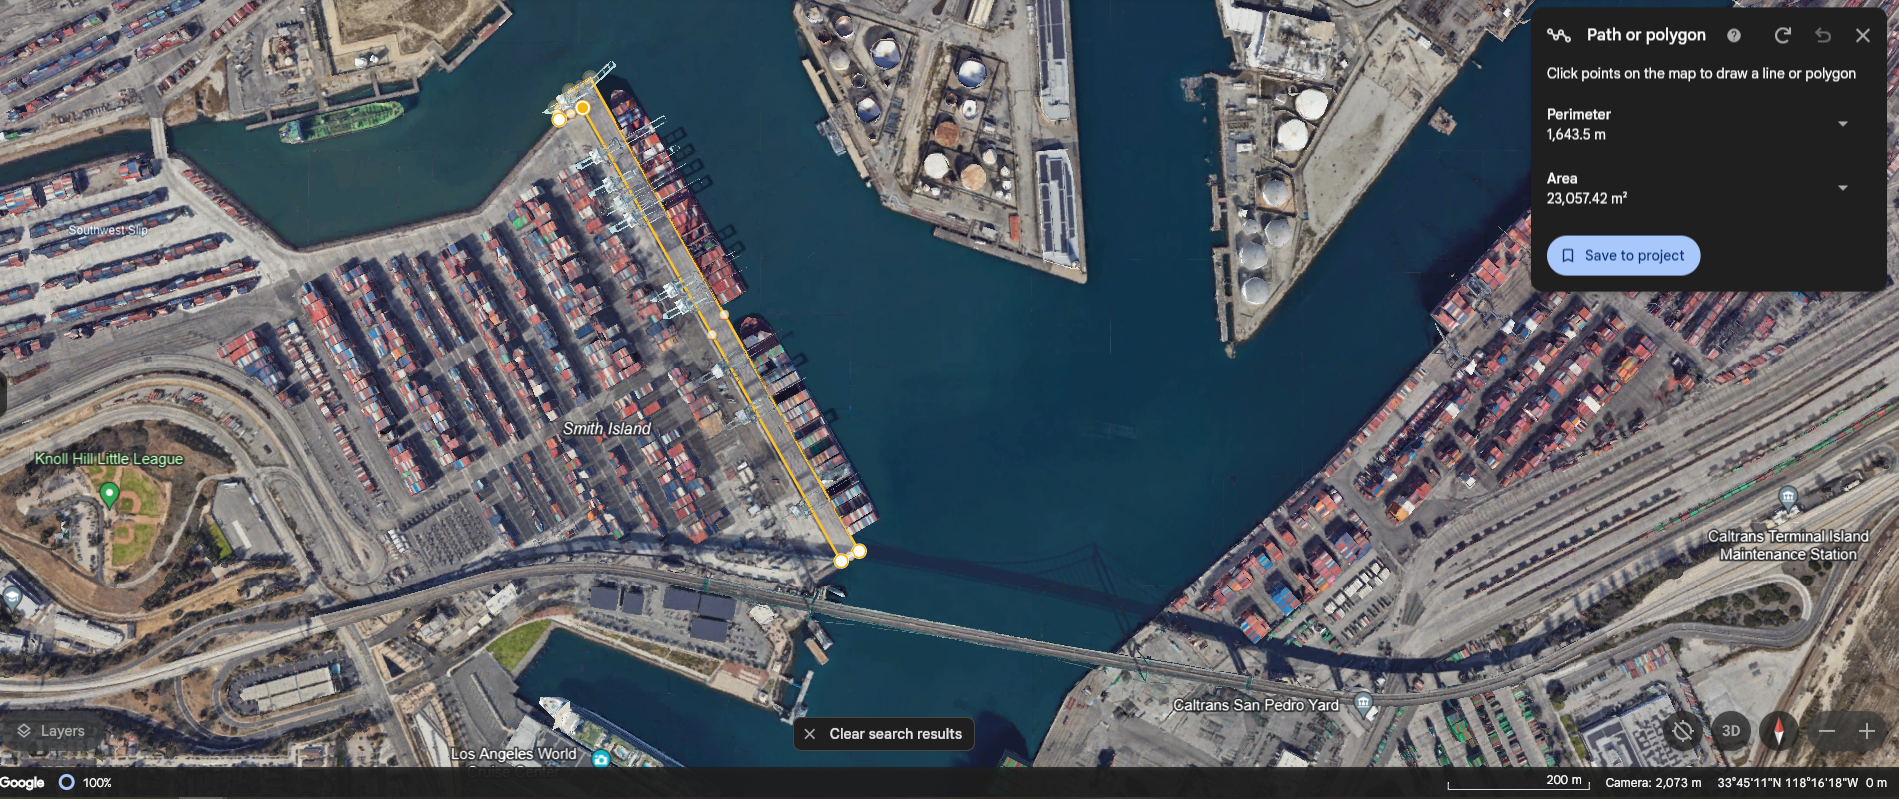 Path or polygon
Click points on the map to draw a line or polygon
Perimeter
1,643.5 m
Area
23,057.42 m²
Save to project
Southwest Slip
Smith Island
Knoll Hill Little League
Caltrans Terminal Island
Maintenance Station
Caltrans San Pedro Yard
Layers
3D
Clear search results
Los Angeles World
Cruise Center
Google
100%
200 m
Camera: 2,073 m
33°45'11"N 118°16'18"W
0 m